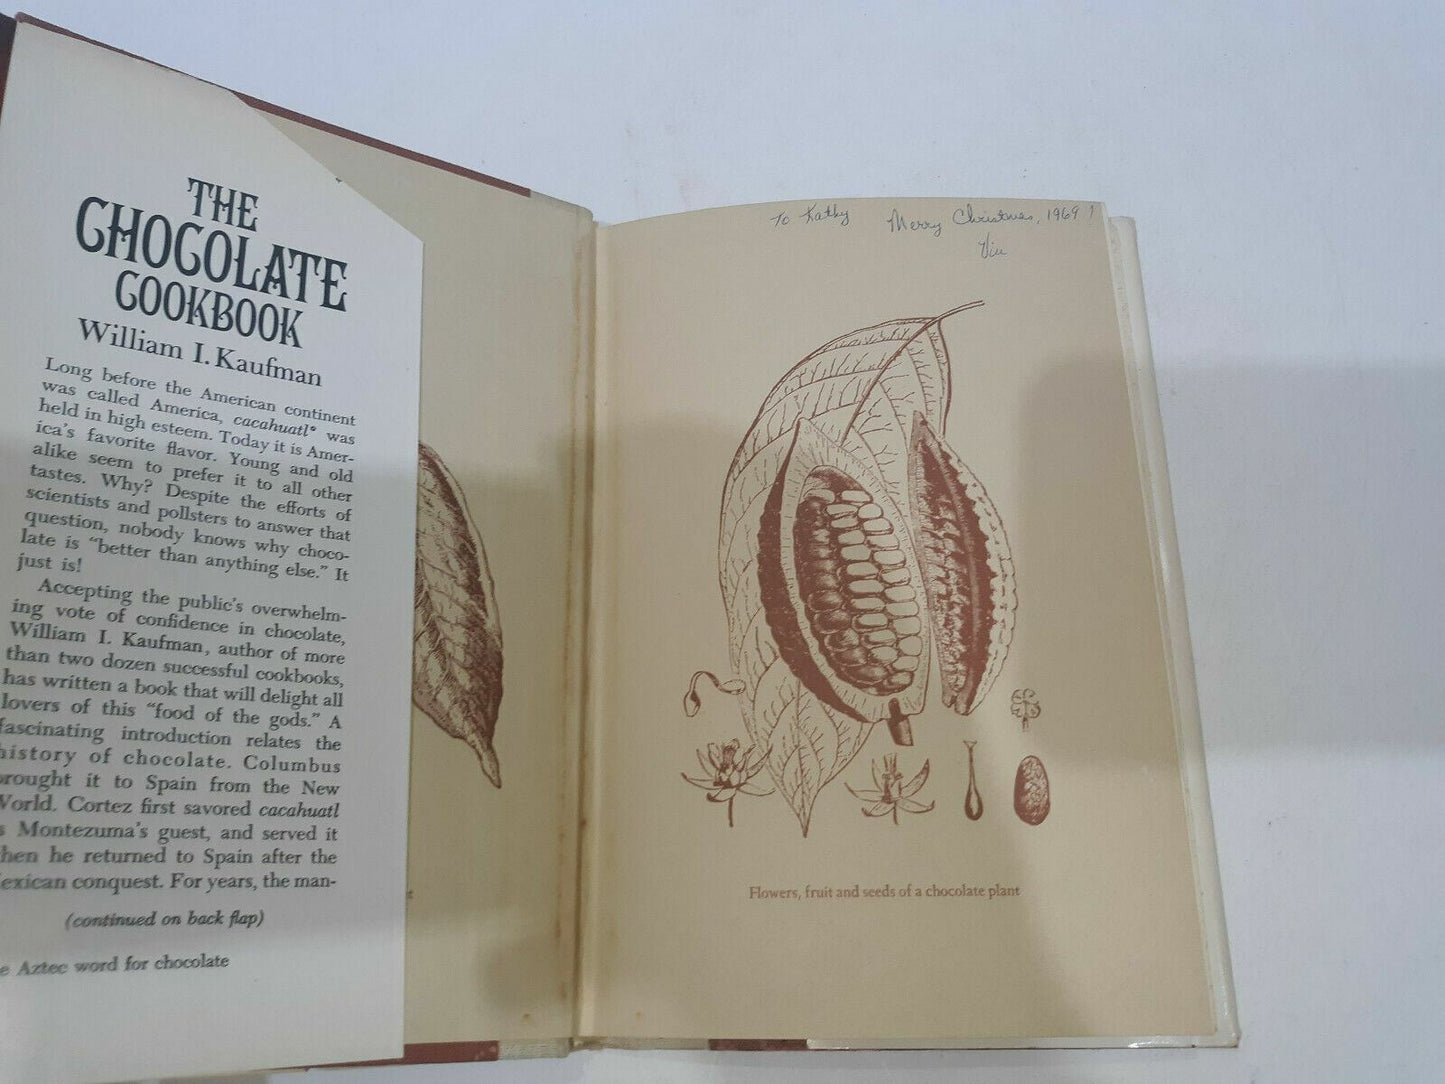 THE
CHOCOLATE
COOKBOOK
William I. Kaufman
Long before the American continent
was called America, cacahuatl* was
held in high esteem. Today it is Amer-
ica's favorite flavor. Young and old
alike seem to prefer it to all other
tastes. Why? Despite the efforts of
scientists and pollsters to answer that
question, nobody knows why choco-
late is "better than anything else." It
just is!
Accepting the public's overwhelm-
ing vote of confidence in chocolate,
William I. Kaufman, author of more
than two dozen successful cookbooks,
has written a book that will delight all
lovers of this "food of the gods." A
fascinating introduction relates the
history of chocolate. Columbus
brought it to Spain from the New
World. Cortez first savored cacahuatl
s Montezuma's guest, and served it
hen he returned to Spain after the
exican conquest. For years, the man-
(continued on back flap)
e Aztec word for chocolate
To Kathy Merry Christmas, 1969!
Flowers, fruit and seeds of a chocolate plant